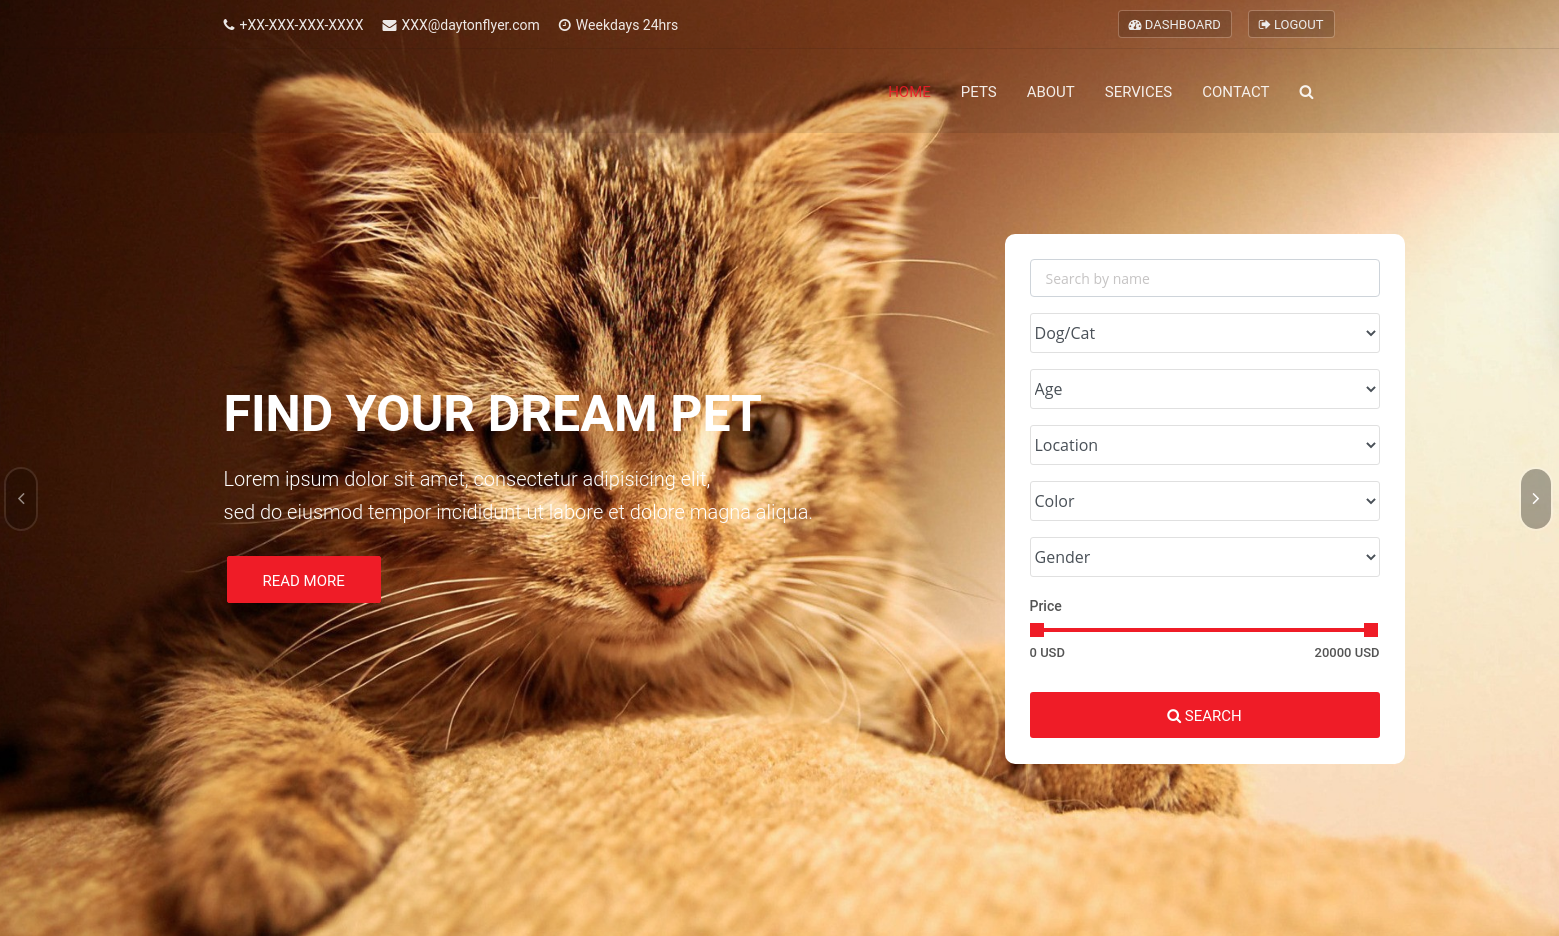 +XX-XXX-XXX-XXXX XXX@daytonflyer.com Weekdays 24hrs DASHBOARD LOGOUT
HOME PETS ABOUT SERVICES CONTACT
Search by name
Dog/Cat
Age
Location
Color
Gender
Price
0 USD 20000 USD
SEARCH
FIND YOUR DREAM PET
Lorem ipsum dolor sit amet, consectetur adipisicing elit,
sed do eiusmod tempor incididunt ut labore et dolore magna aliqua.
READ MORE